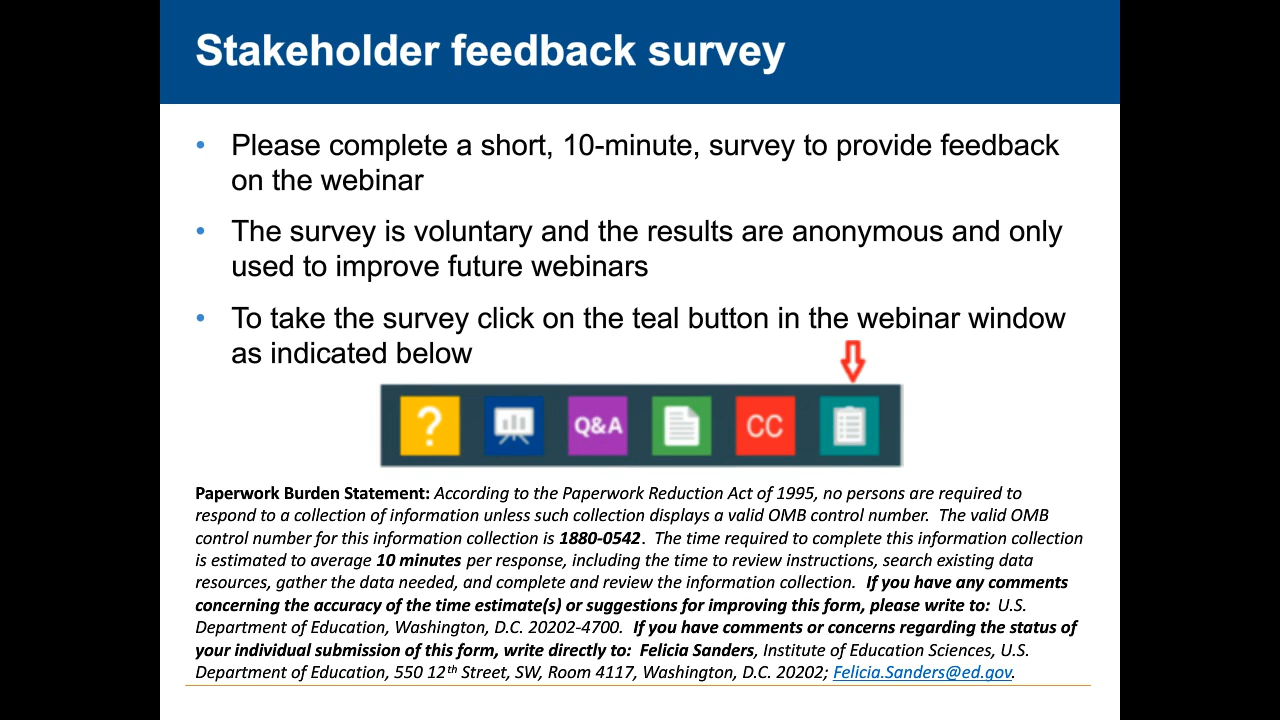 Stakeholder feedback survey
• Please complete a short, 10-minute, survey to provide feedback
on the webinar
• The survey is voluntary and the results are anonymous and only
used to improve future webinars
• To take the survey click on the teal button in the webinar window
as indicated below
? Q&A CC
Paperwork Burden Statement: According to the Paperwork Reduction Act of 1995, no persons are required to
respond to a collection of information unless such collection displays a valid OMB control number.  The valid OMB
control number for this information collection is 1880-0542.  The time required to complete this information collection
is estimated to average 10 minutes per response, including the time to review instructions, search existing data
resources, gather the data needed, and complete and review the information collection.  If you have any comments
concerning the accuracy of the time estimate(s) or suggestions for improving this form, please write to:  U.S.
Department of Education, Washington, D.C. 20202-4700.  If you have comments or concerns regarding the status of
your individual submission of this form, write directly to:  Felicia Sanders, Institute of Education Sciences, U.S.
Department of Education, 550 12th Street, SW, Room 4117, Washington, D.C. 20202; Felicia.Sanders@ed.gov.